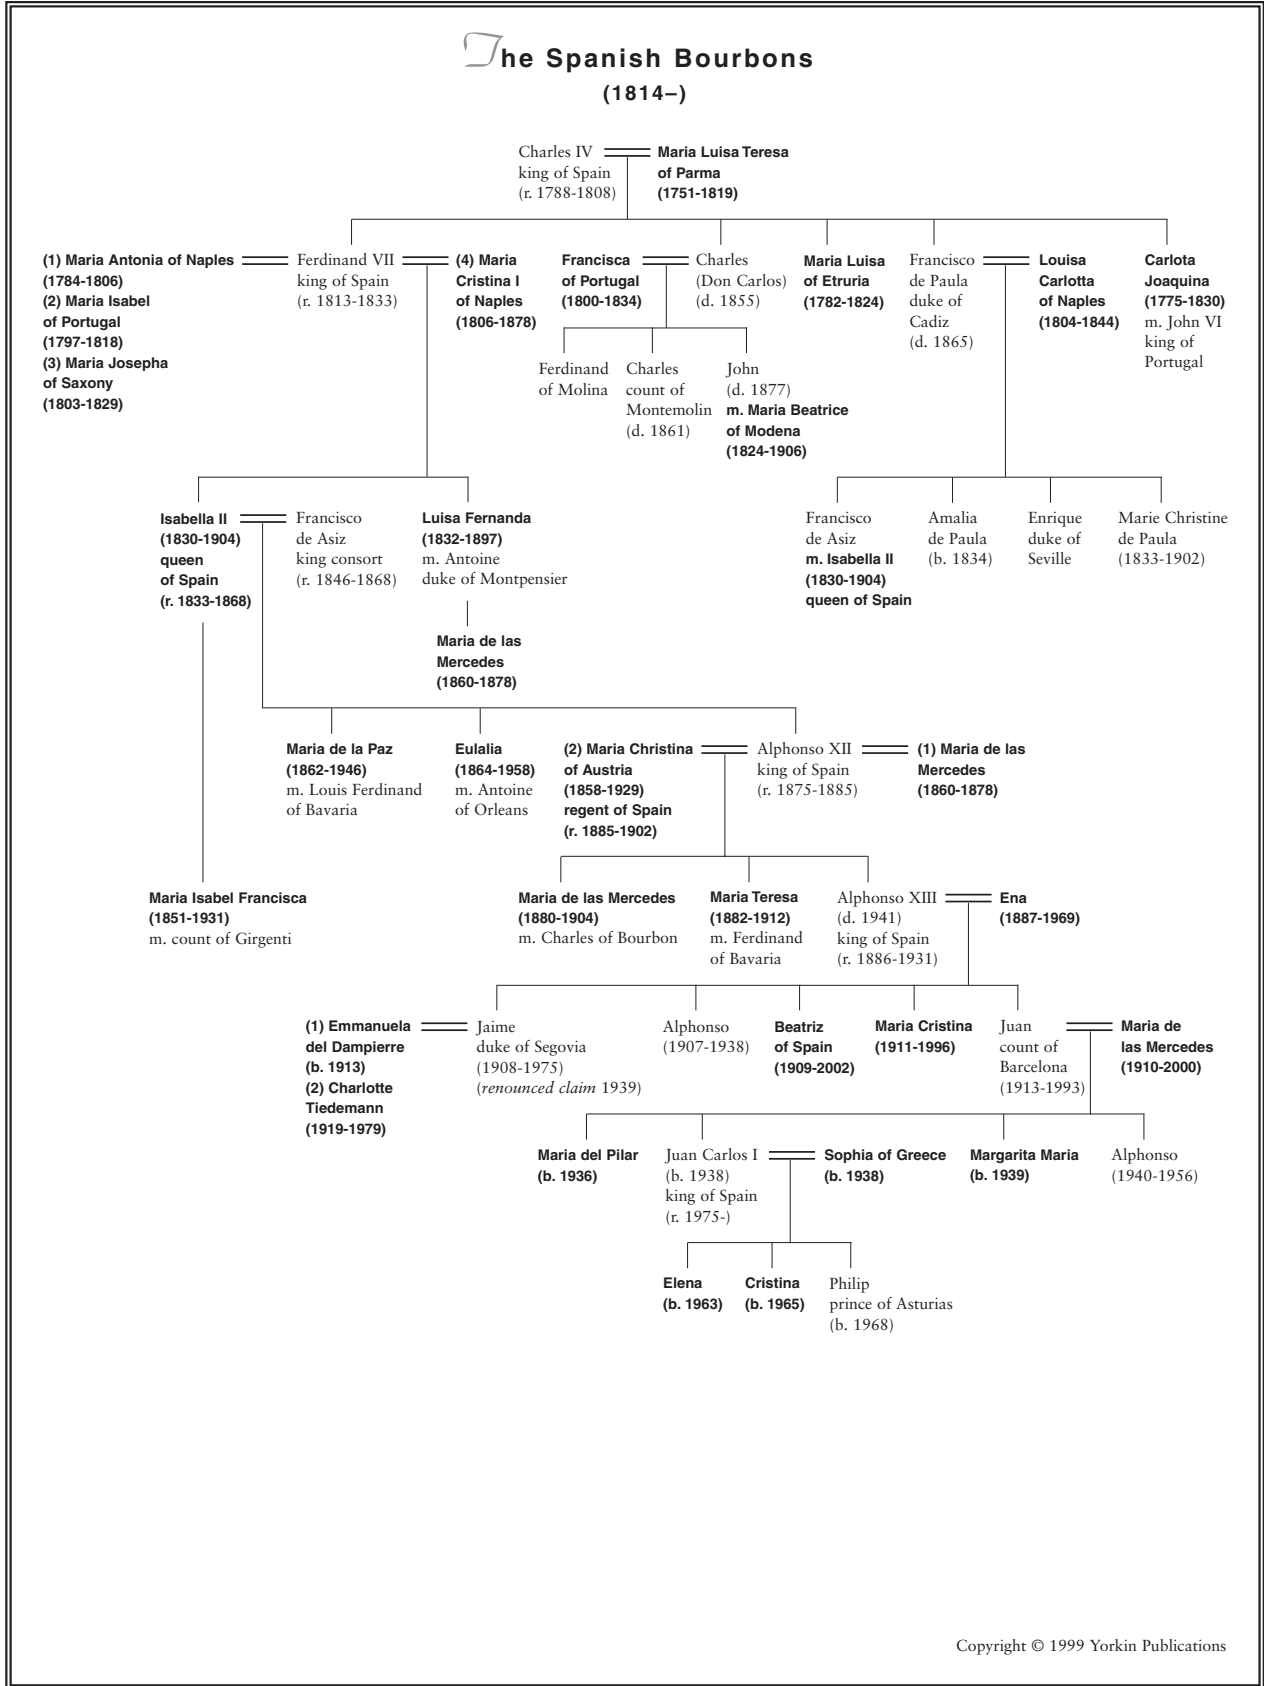 The Spanish Bourbons
(1814–)
Charles IV
king of Spain
(r. 1788-1808)
Maria Luisa Teresa
of Parma
(1751-1819)
(1) Maria Antonia of Naples
(1784-1806)
(2) Maria Isabel
of Portugal
(1797-1818)
(3) Maria Josepha
of Saxony
(1803-1829)
Ferdinand VII
king of Spain
(r. 1813-1833)
(4) Maria
Cristina I
of Naples
(1806-1878)
Francisca
of Portugal
(1800-1834)
Charles
(Don Carlos)
(d. 1855)
Maria Luisa
of Etruria
(1782-1824)
Francisco
de Paula
duke of
Cadiz
(d. 1865)
Louisa
Carlotta
of Naples
(1804-1844)
Carlota
Joaquina
(1775-1830)
m. John VI
king of
Portugal
Ferdinand
of Molina
Charles
count of
Montemolin
(d. 1861)
John
(d. 1877)
m. Maria Beatrice
of Modena
(1824-1906)
Isabella II
(1830-1904)
queen
of Spain
(r. 1833-1868)
Francisco
de Asiz
king consort
(r. 1846-1868)
Luisa Fernanda
(1832-1897)
m. Antoine
duke of Montpensier
Francisco
de Asiz
m. Isabella II
(1830-1904)
queen of Spain
Amalia
de Paula
(b. 1834)
Enrique
duke of
Seville
Marie Christine
de Paula
(1833-1902)
Maria de las
Mercedes
(1860-1878)
Maria de la Paz
(1862-1946)
m. Louis Ferdinand
of Bavaria
Eulalia
(1864-1958)
m. Antoine
of Orleans
(2) Maria Christina
of Austria
(1858-1929)
regent of Spain
(r. 1885-1902)
Alphonso XII
king of Spain
(r. 1875-1885)
(1) Maria de las
Mercedes
(1860-1878)
Maria Isabel Francisca
(1851-1931)
m. count of Girgenti
Maria de las Mercedes
(1880-1904)
m. Charles of Bourbon
Maria Teresa
(1882-1912)
m. Ferdinand
of Bavaria
Alphonso XIII
(d. 1941)
king of Spain
(r. 1886-1931)
Ena
(1887-1969)
(1) Emmanuela
del Dampierre
(b. 1913)
(2) Charlotte
Tiedemann
(1919-1979)
Jaime
duke of Segovia
(1908-1975)
(renounced claim 1939)
Alphonso
(1907-1938)
Beatriz
of Spain
(1909-2002)
Maria Cristina
(1911-1996)
Juan
count of
Barcelona
(1913-1993)
Maria de
las Mercedes
(1910-2000)
Maria del Pilar
(b. 1936)
Juan Carlos I
(b. 1938)
king of Spain
(r. 1975-)
Sophia of Greece
(b. 1938)
Margarita Maria
(b. 1939)
Alphonso
(1940-1956)
Elena
(b. 1963)
Cristina
(b. 1965)
Philip
prince of Asturias
(b. 1968)
Copyright © 1999 Yorkin Publications